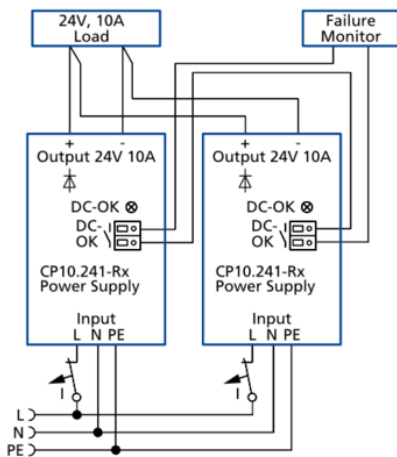 24V, 10A
Load
Failure
Monitor
+ -
Output 24V 10A
DC-OK
DC-
OK
CP10.241-Rx
Power Supply
Input
L N PE
I
+ -
Output 24V 10A
DC-OK
DC-
OK
CP10.241-Rx
Power Supply
Input
L N PE
I
L
N
PE